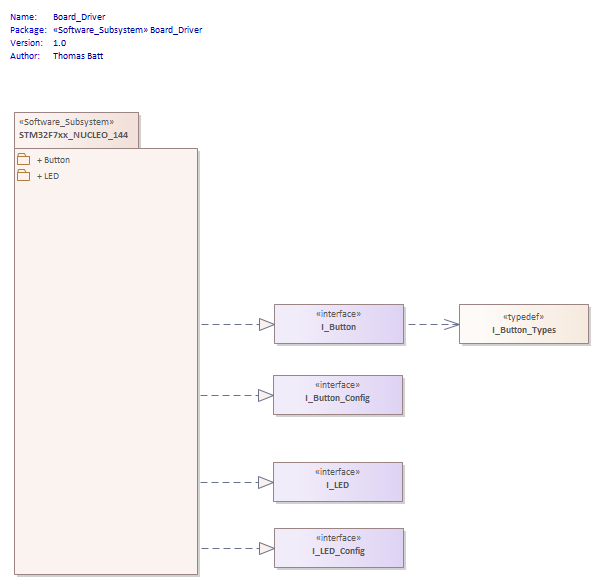 Name: Board_Driver
Package: «Software_Subsystem» Board_Driver
Version: 1.0
Author: Thomas Batt
«Software_Subsystem»
STM32F7xx_NUCLEO_144
+ Button
+ LED
«interface»
I_Button
«typedef»
I_Button_Types
«interface»
I_Button_Config
«interface»
I_LED
«interface»
I_LED_Config